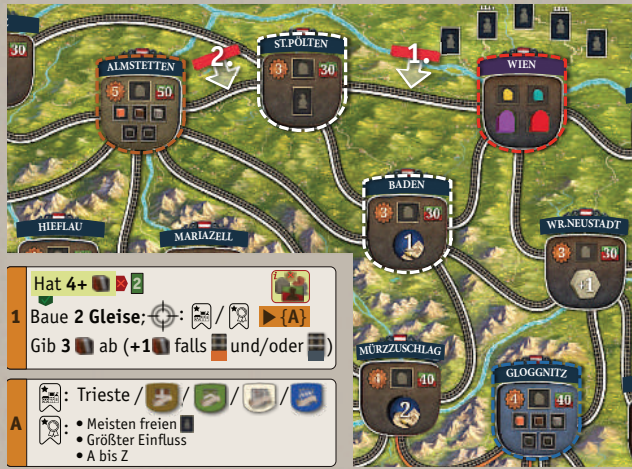 30
ALMSTETTEN
5 50
2.
ST.PÖLTEN
3 30
1.
WIEN
BADEN
3 30
1
HIEFLAU
MARIAZELL
WR.NEUSTADT
3 30
+1
MÜRZZUSCHLAG
4 40
2
GLOGGNITZ
4 40
1
Hat 4+ 2
Baue 2 Gleise; : / ▶{A}
Gib 3 ab (+1 falls und/oder )
A
: Trieste / / / /
: • Meisten freien
• Größter Einfluss
• A bis Z